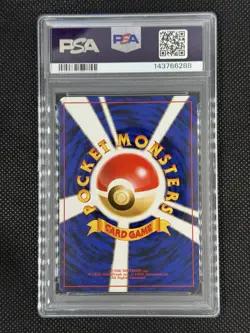 PSA
PSA
143766288
POCKET MONSTERS
CARD GAME